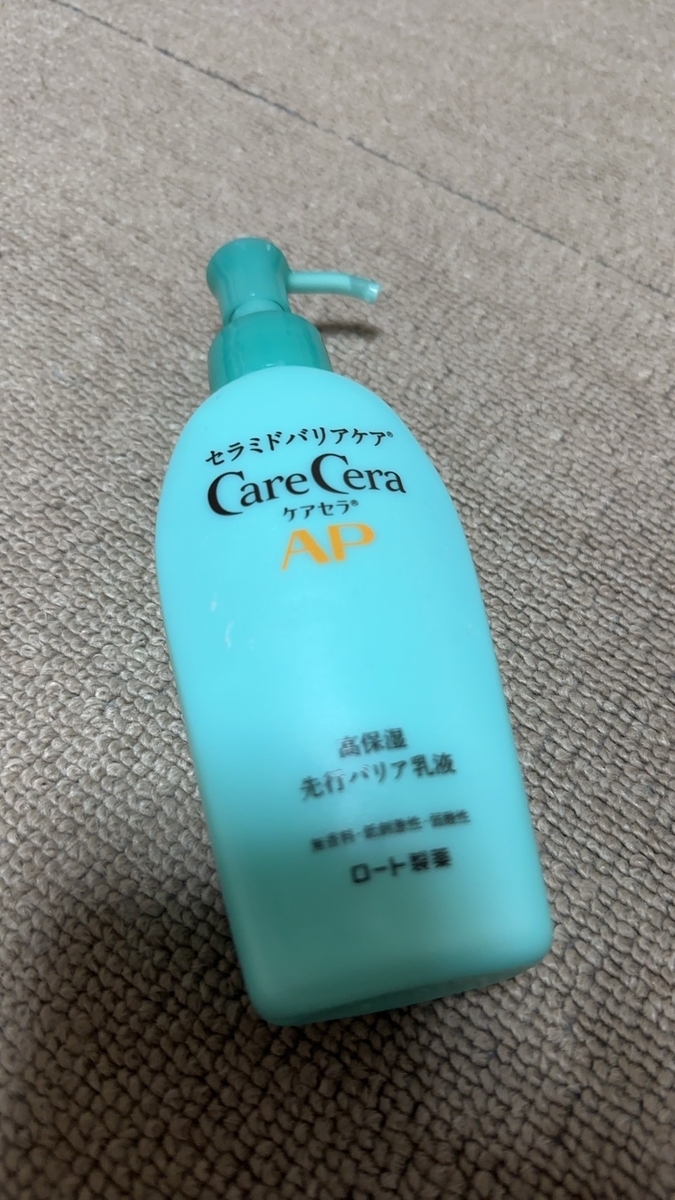 セラミドバリアケア®
CareCera
ケアセラ®
AP
高保湿
先行バリア乳液
無香料・低刺激性・弱酸性
ロート製薬